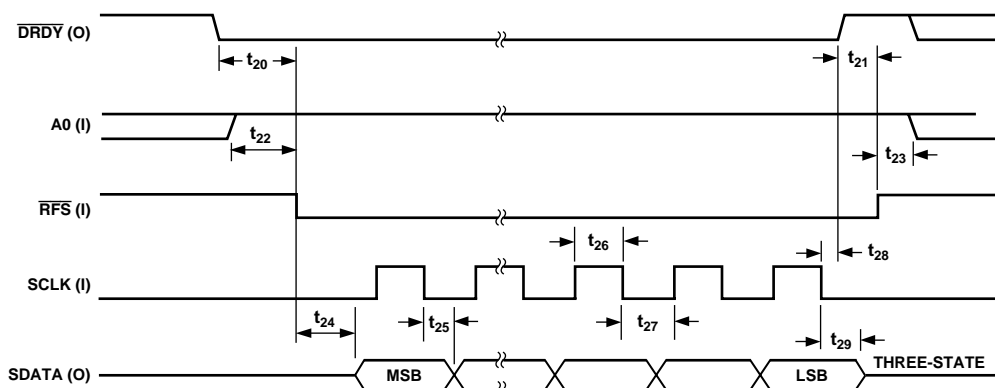 DRDY (O)
t20
t21
A0 (I)
t22
t23
RFS (I)
t26
t28
SCLK (I)
t24
t25
t27
t29
THREE-STATE
SDATA (O)
MSB
LSB